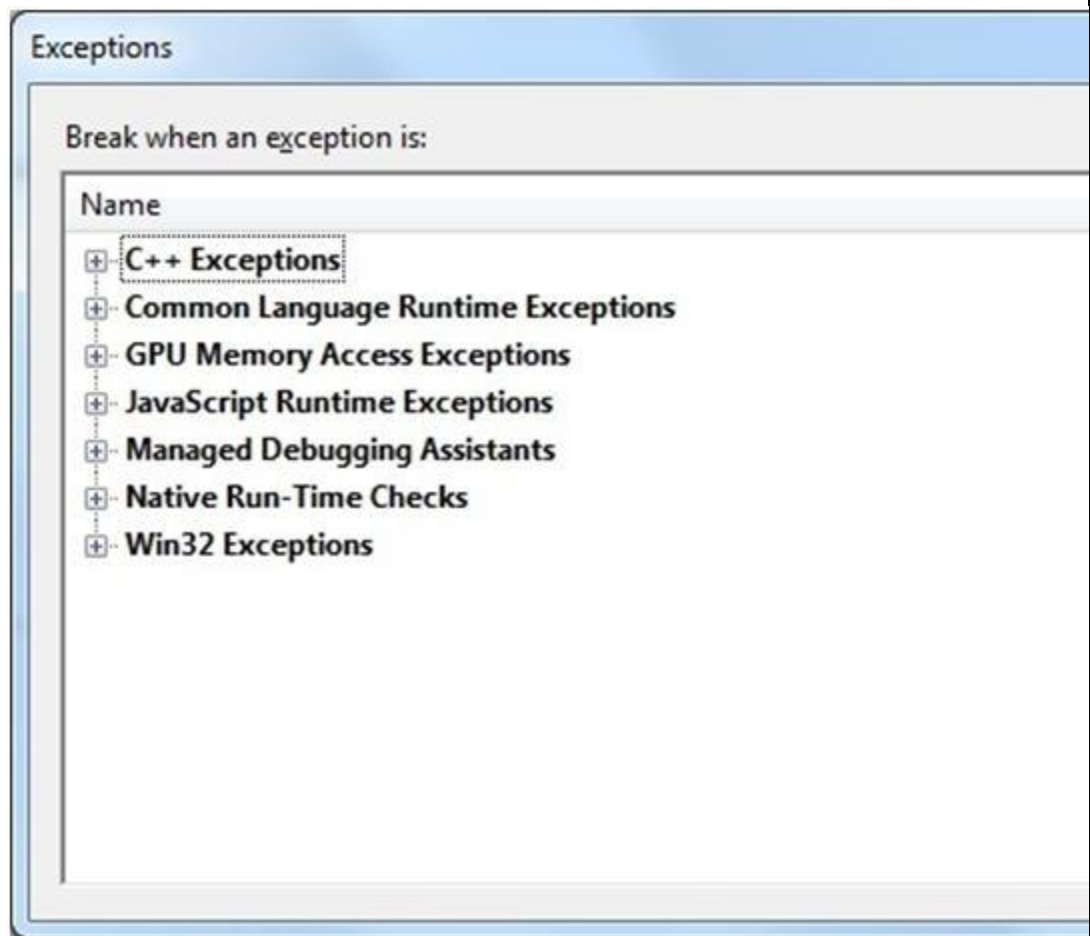 Exceptions
Break when an exception is:
Name
C++ Exceptions
Common Language Runtime Exceptions
GPU Memory Access Exceptions
JavaScript Runtime Exceptions
Managed Debugging Assistants
Native Run-Time Checks
Win32 Exceptions